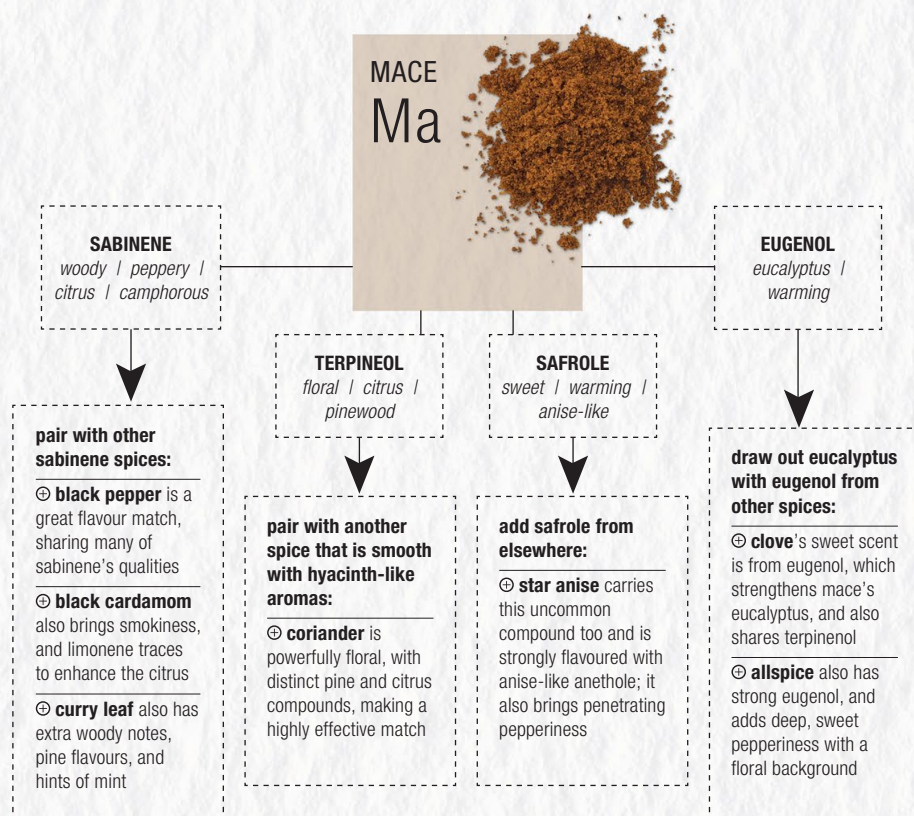 MACE
Ma
SABINENE
woody | peppery |
citrus | camphorous
pair with other
sabinene spices:
⊕ black pepper is a
great flavour match,
sharing many of
sabinene's qualities
⊕ black cardamom
also brings smokiness,
and limonene traces
to enhance the citrus
⊕ curry leaf also has
extra woody notes,
pine flavours, and
hints of mint
TERPINEOL
floral | citrus |
pinewood
pair with another
spice that is smooth
with hyacinth-like
aromas:
⊕ coriander is
powerfully floral, with
distinct pine and citrus
compounds, making a
highly effective match
SAFROLE
sweet | warming |
anise-like
add safrole from
elsewhere:
⊕ star anise carries
this uncommon
compound too and is
strongly flavoured with
anise-like anethole; it
also brings penetrating
pepperiness
EUGENOL
eucalyptus |
warming
draw out eucalyptus
with eugenol from
other spices:
⊕ clove's sweet scent
is from eugenol, which
strengthens mace's
eucalyptus, and also
shares terpinenol
⊕ allspice also has
strong eugenol, and
adds deep, sweet
pepperiness with a
floral background